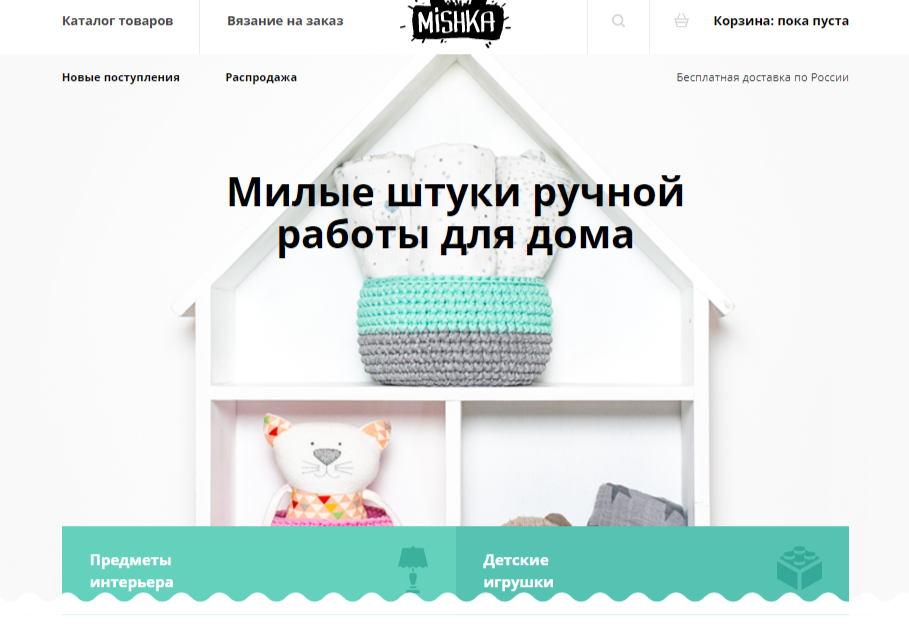 Каталог товаров
Вязание на заказ
MiSHKA
Корзина: пока пуста
Новые поступления
Распродажа
Бесплатная доставка по России
Милые штуки ручной
работы для дома
Предметы
интерьера
Детские
игрушки